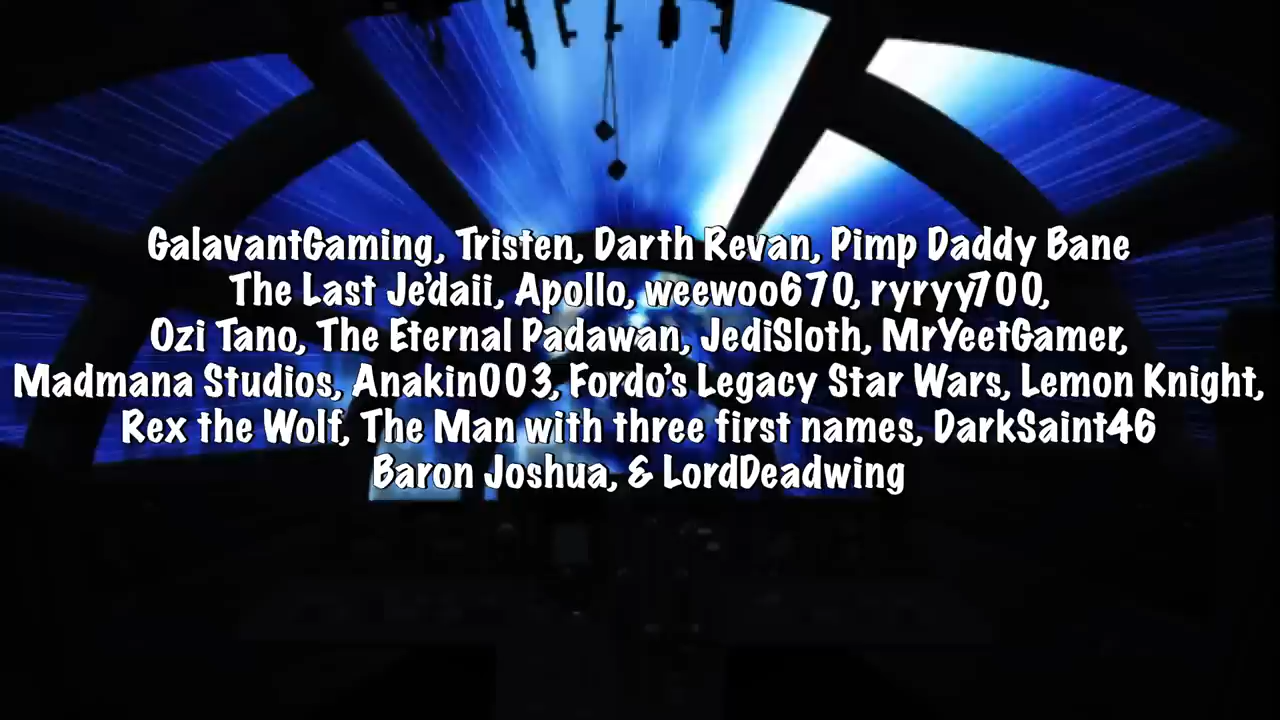 GalavantGaming, Tristen, Darth Revan, Pimp Daddy Bane
The Last Je'daii, Apollo, weewoo670, ryryy700,
Ozi Tano, The Eternal Padawan, JediSloth, MrYeetGamer,
Madmana Studios, Anakin003, Fordo's Legacy Star Wars, Lemon Knight,
Rex the Wolf, The Man with three first names, DarkSaint46
Baron Joshua, & LordDeadwing